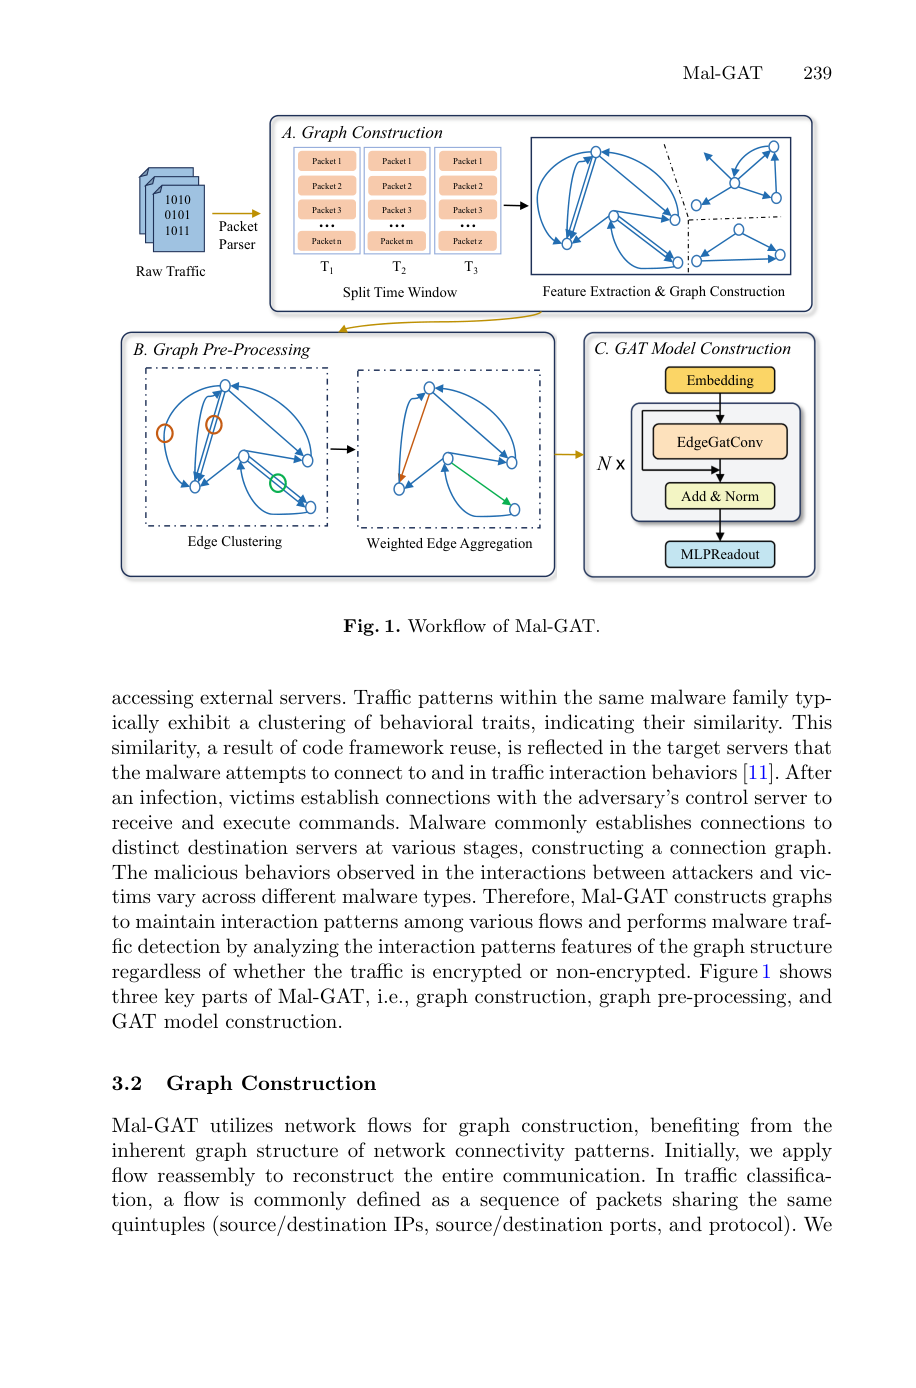 Mal-GAT 239
A. Graph Construction
1010
0101
1011
Raw Traffic
Packet
Parser
Packet 1 Packet 1 Packet 1
Packet 2 Packet 2 Packet 2
Packet 3 Packet 3 Packet 3
... ... ...
Packet n Packet m Packet z
T1 T2 T3
Split Time Window
Feature Extraction & Graph Construction
B. Graph Pre-Processing
Edge Clustering
Weighted Edge Aggregation
C. GAT Model Construction
Embedding
EdgeGatConv
N x
Add & Norm
MLPReadout
Fig. 1. Workflow of Mal-GAT.
accessing external servers. Traffic patterns within the same malware family typ-
ically exhibit a clustering of behavioral traits, indicating their similarity. This
similarity, a result of code framework reuse, is reflected in the target servers that
the malware attempts to connect to and in traffic interaction behaviors [11]. After
an infection, victims establish connections with the adversary's control server to
receive and execute commands. Malware commonly establishes connections to
distinct destination servers at various stages, constructing a connection graph.
The malicious behaviors observed in the interactions between attackers and vic-
tims vary across different malware types. Therefore, Mal-GAT constructs graphs
to maintain interaction patterns among various flows and performs malware traf-
fic detection by analyzing the interaction patterns features of the graph structure
regardless of whether the traffic is encrypted or non-encrypted. Figure 1 shows
three key parts of Mal-GAT, i.e., graph construction, graph pre-processing, and
GAT model construction.
3.2 Graph Construction
Mal-GAT utilizes network flows for graph construction, benefiting from the
inherent graph structure of network connectivity patterns. Initially, we apply
flow reassembly to reconstruct the entire communication. In traffic classifica-
tion, a flow is commonly defined as a sequence of packets sharing the same
quintuples (source/destination IPs, source/destination ports, and protocol). We